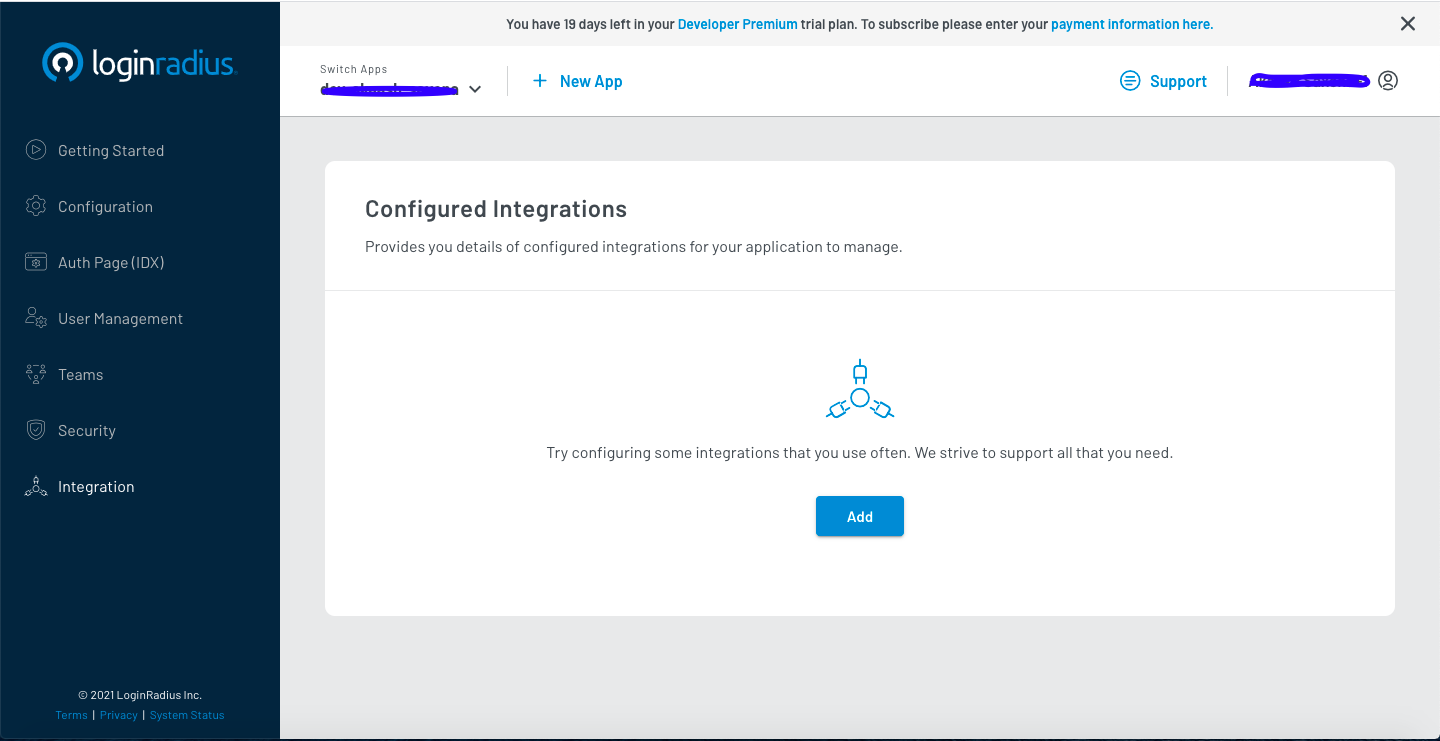 You have 19 days left in your Developer Premium trial plan. To subscribe please enter your payment information here.
loginradius
Switch Apps
New App
Support
Getting Started
Configuration
Auth Page (IDX)
User Management
Teams
Security
Integration
Configured Integrations
Provides you details of configured integrations for your application to manage.
Try configuring some integrations that you use often. We strive to support all that you need.
Add
© 2021 LoginRadius Inc.
Terms | Privacy | System Status